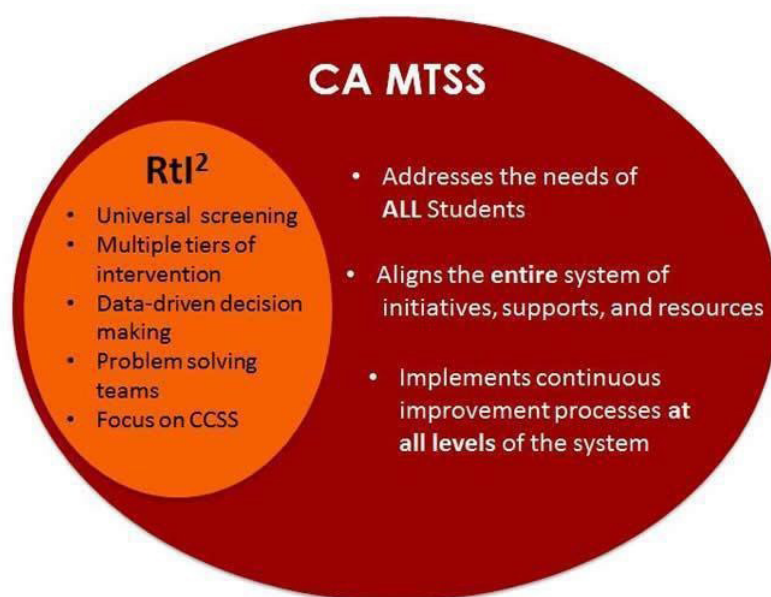 CA MTSS
RtI²
• Universal screening
• Multiple tiers of
intervention
• Data-driven decision
making
• Problem solving
teams
• Focus on CCSS
• Addresses the needs of
ALL Students
• Aligns the entire system of
initiatives, supports, and resources
• Implements continuous
improvement processes at
all levels of the system